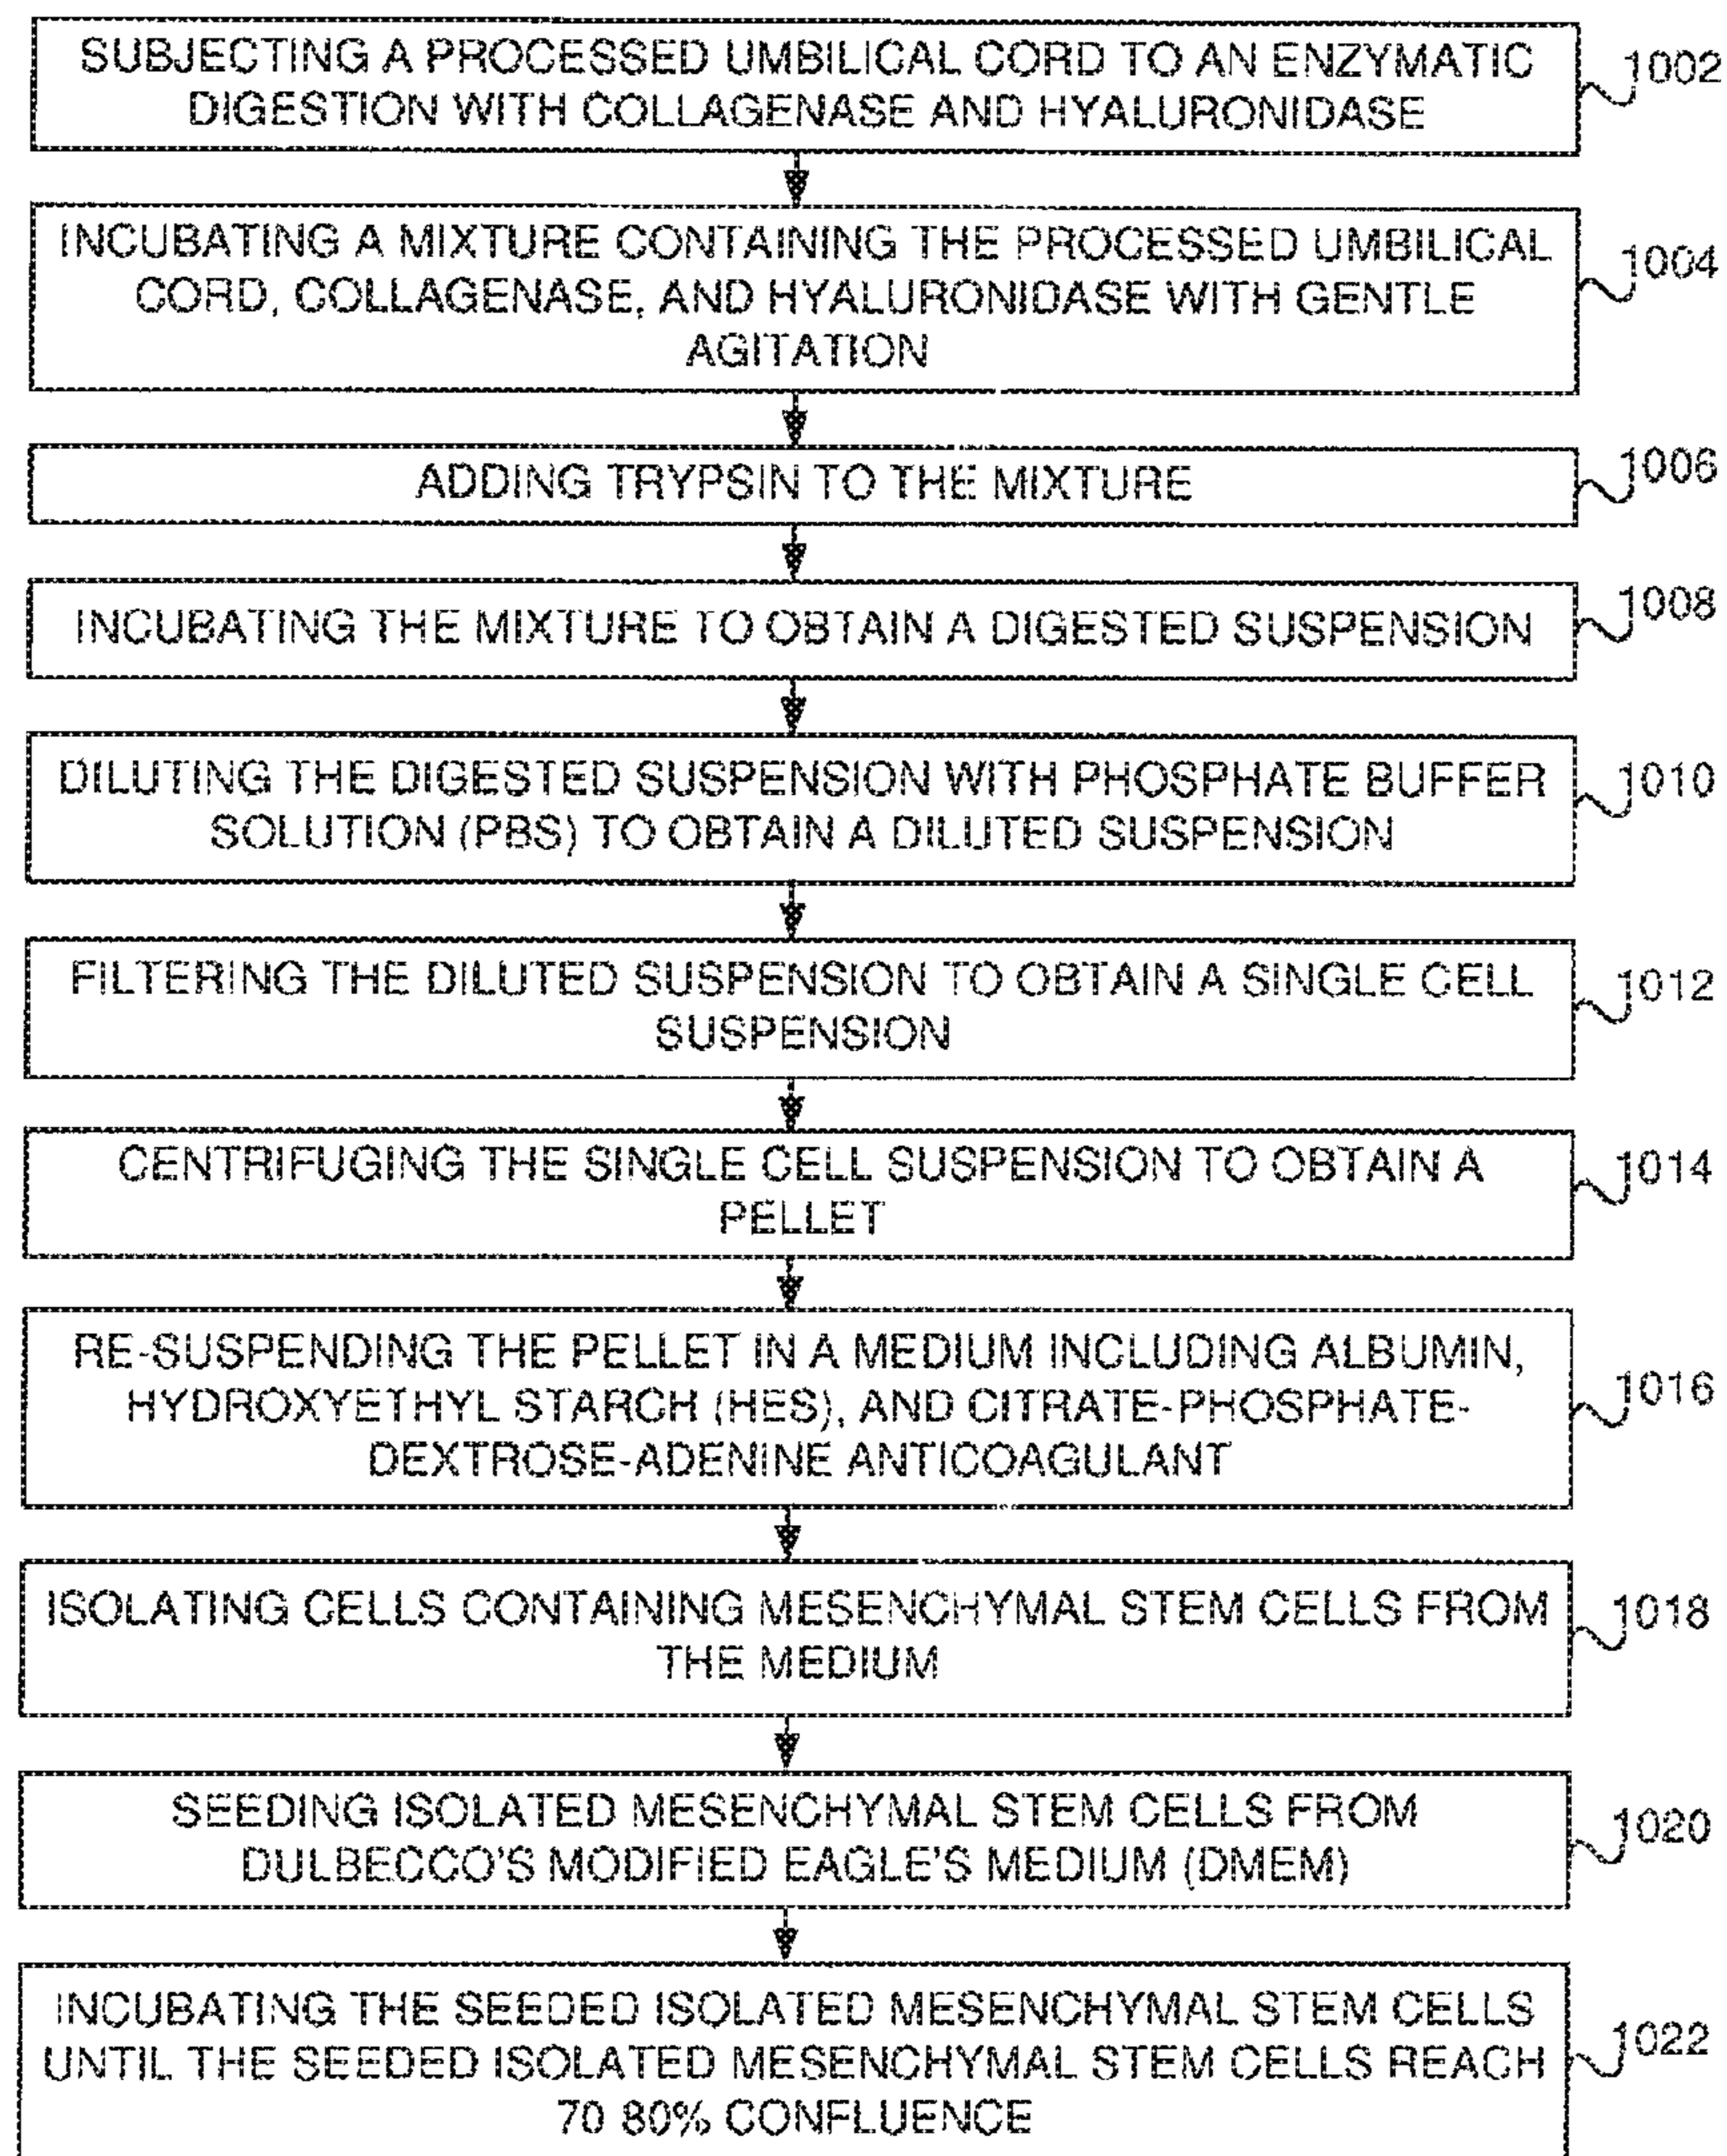 SUBJECTING A PROCESSED UMBILICAL CORD TO AN ENZYMATIC
DIGESTION WITH COLLAGENASE AND HYALURONIDASE
1002
INCUBATING A MIXTURE CONTAINING THE PROCESSED UMBILICAL
CORD, COLLAGENASE, AND HYALURONIDASE WITH GENTLE
AGITATION
1004
ADDING TRYPSIN TO THE MIXTURE
1006
INCUBATING THE MIXTURE TO OBTAIN A DIGESTED SUSPENSION
1008
DILUTING THE DIGESTED SUSPENSION WITH PHOSPHATE BUFFER
SOLUTION (PBS) TO OBTAIN A DILUTED SUSPENSION
1010
FILTERING THE DILUTED SUSPENSION TO OBTAIN A SINGLE CELL
SUSPENSION
1012
CENTRIFUGING THE SINGLE CELL SUSPENSION TO OBTAIN A
PELLET
1014
RE-SUSPENDING THE PELLET IN A MEDIUM INCLUDING ALBUMIN,
HYDROXYETHYL STARCH (HES), AND CITRATE-PHOSPHATE-
DEXTROSE-ADENINE ANTICOAGULANT
1016
ISOLATING CELLS CONTAINING MESENCHYMAL STEM CELLS FROM
THE MEDIUM
1018
SEEDING ISOLATED MESENCHYMAL STEM CELLS FROM
DULBECCO'S MODIFIED EAGLE'S MEDIUM (DMEM)
1020
INCUBATING THE SEEDED ISOLATED MESENCHYMAL STEM CELLS
UNTIL THE SEEDED ISOLATED MESENCHYMAL STEM CELLS REACH
70 80% CONFLUENCE
1022